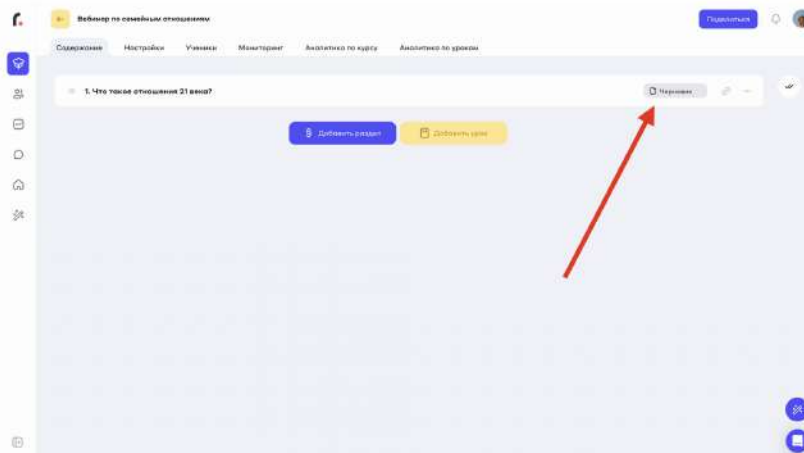 Вебинар по семейным отношениям
Поделиться
Содержание Настройки Ученики Мониторинг Аналитика по курсу Аналитика по урокам
1. Что такое отношения 21 века?
Черновик
Добавить раздел
Добавить урок